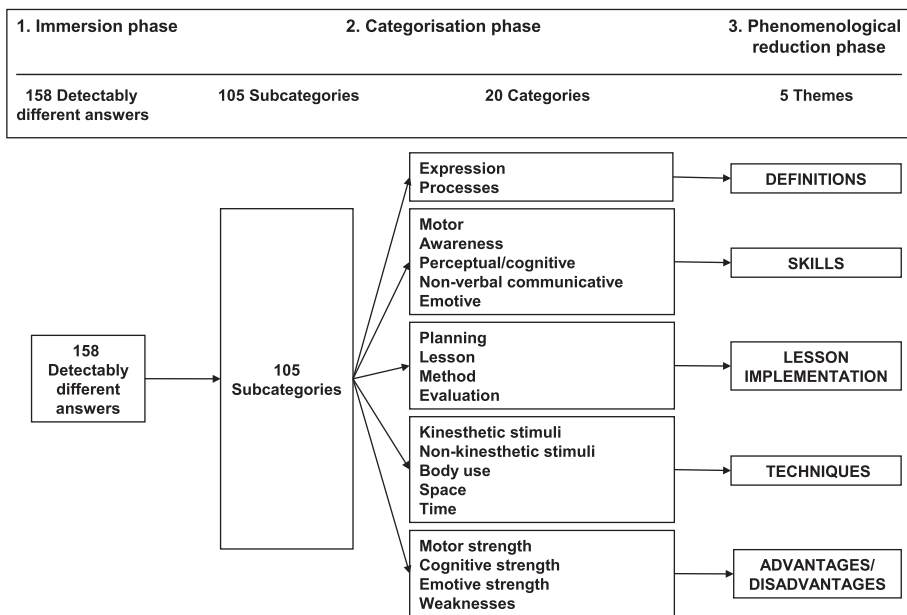 1. Immersion phase
2. Categorisation phase
3. Phenomenological
reduction phase
158 Detectably
different answers
105 Subcategories
20 Categories
5 Themes
158
Detectably
different
answers
105
Subcategories
Expression
Processes
DEFINITIONS
Motor
Awareness
Perceptual/cognitive
Non-verbal communicative
Emotive
SKILLS
Planning
Lesson
Method
Evaluation
LESSON
IMPLEMENTATION
Kinesthetic stimuli
Non-kinesthetic stimuli
Body use
Space
Time
TECHNIQUES
Motor strength
Cognitive strength
Emotive strength
Weaknesses
ADVANTAGES/
DISADVANTAGES